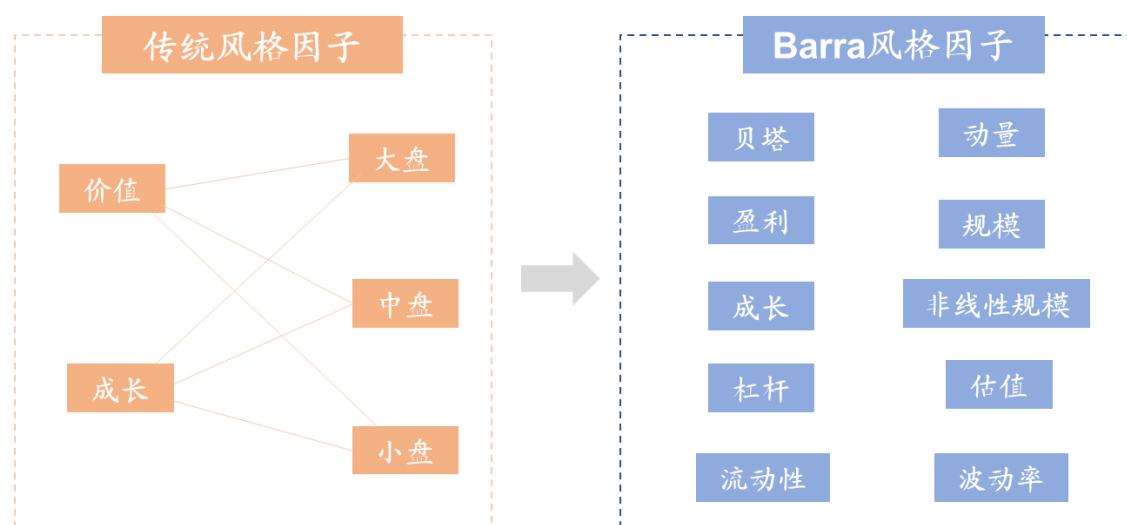 传统风格因子
价值
成长
大盘
中盘
小盘
Barra风格因子
贝塔
动量
盈利
规模
成长
非线性规模
杠杆
估值
流动性
波动率